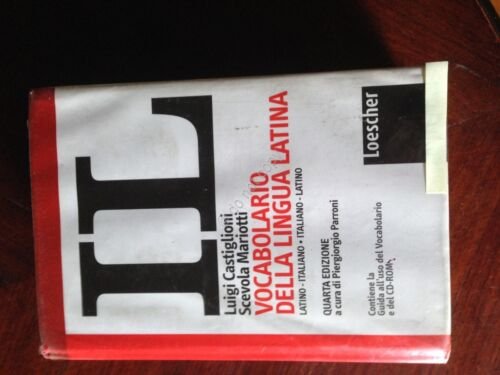 IL
Luigi Castiglioni
Scevola Mariotti
VOCABOLARIO
DELLA LINGUA LATINA
LATINO - ITALIANO • ITALIANO - LATINO
QUARTA EDIZIONE
a cura di Piergiorgio Parroni
Contiene la
Guida all'uso del Vocabolario
e del CD-ROM
Loescher